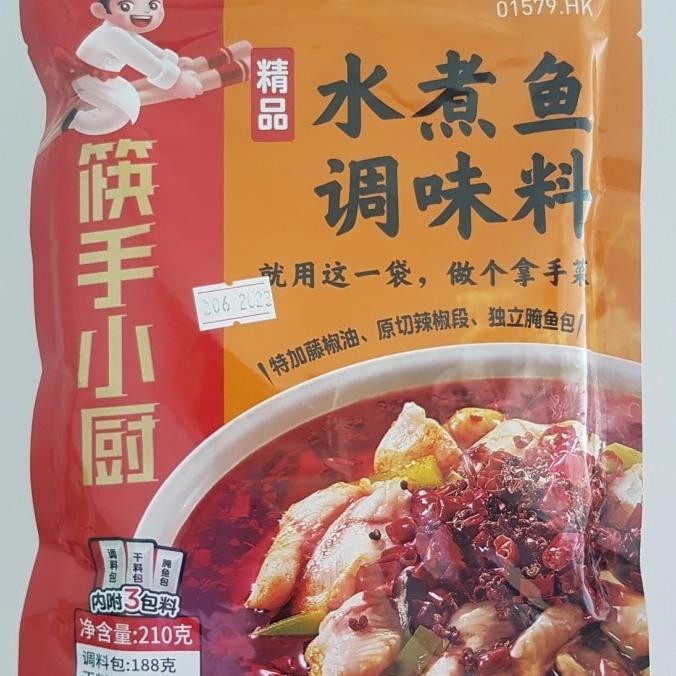 01579.HK
精品
水煮鱼
调味料
筷手小厨
就用这一袋，做个拿手菜
特加藤椒油、原切辣椒段、独立腌鱼包
调料包
干料包
腌鱼包
内附3包料
净含量:210克
调料包:188克